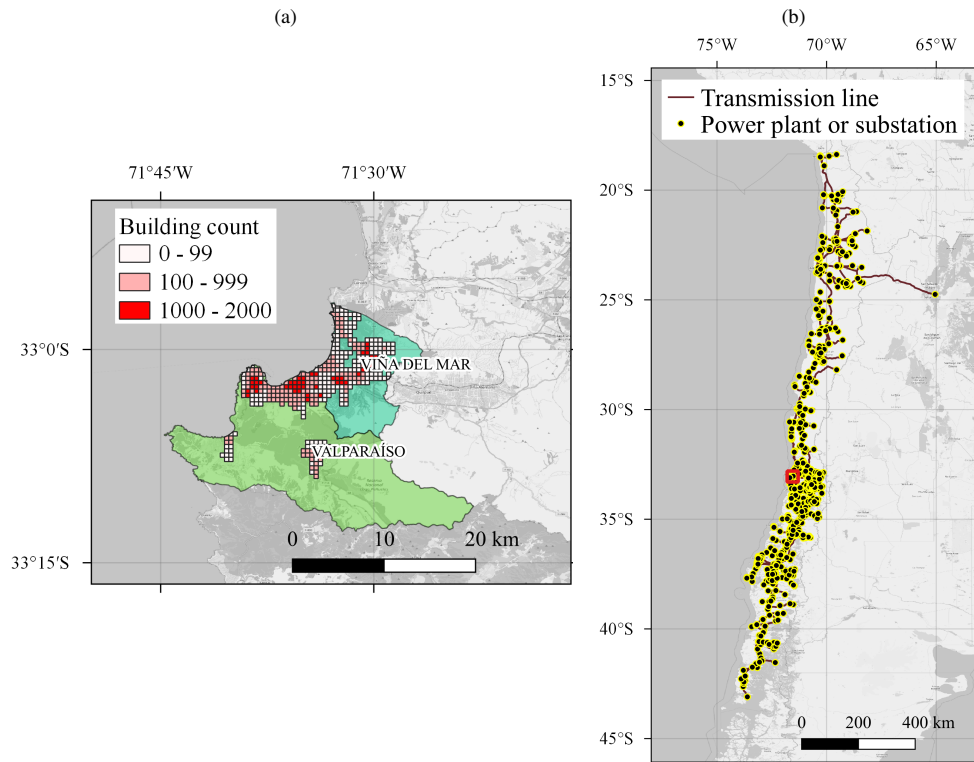 (a)
71°45'W
71°30'W
Building count
0 - 99
100 - 999
1000 - 2000
33°0'S
VIÑA DEL MAR
VALPARAÍSO
0
10
20 km
33°15'S
(b)
75°W
70°W
65°W
15°S
Transmission line
Power plant or substation
20°S
25°S
30°S
35°S
40°S
0
200
400 km
45°S